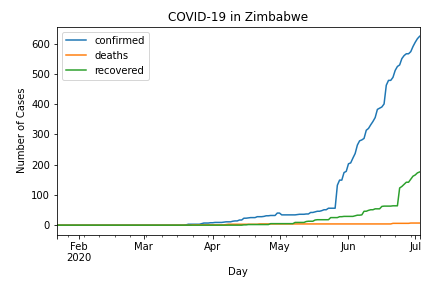 COVID-19 in Zimbabwe
confirmed
deaths
recovered
Number of Cases
600
500
400
300
200
100
0
Feb Mar Apr May Jun Jul
2020
Day